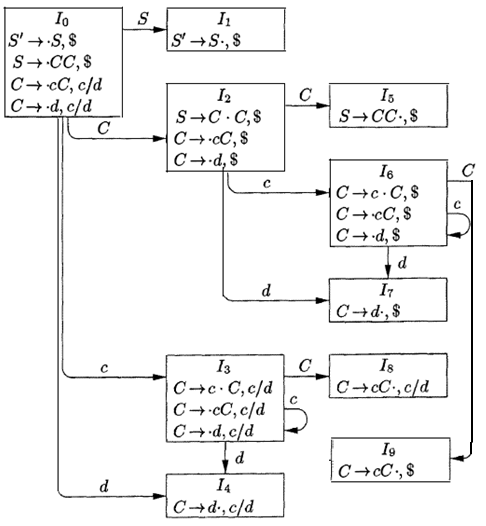 I₀
S' → ·S, $
S → ·CC, $
C → ·cC, c/d
C → ·d, c/d
S
I₁
S' → S·, $
C
I₂
S → C · C, $
C → ·cC, $
C → ·d, $
C
I₅
S → CC·, $
c
I₆
C → c · C, $
C → ·cC, $
C → ·d, $
C
c
d
d
I₇
C → d·, $
c
I₃
C → c · C, c/d
C → ·cC, c/d
C → ·d, c/d
C
I₈
C → cC·, c/d
c
d
I₉
C → cC·, $
d
I₄
C → d·, c/d